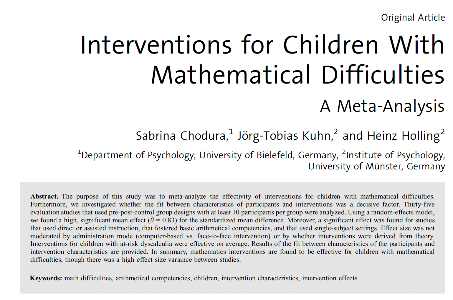 Original Article
Interventions for Children With
Mathematical Difficulties
A Meta-Analysis
Sabrina Chodura,1 Jörg-Tobias Kuhn,2 and Heinz Holling2
1Department of Psychology, University of Bielefeld, Germany, 2Institute of Psychology,
University of Münster, Germany
Abstract. The purpose of this study was to meta-analyze the effectivity of interventions for children with mathematical difficulties.
Furthermore, we investigated whether the fit between characteristics of participants and interventions was a decisive factor. Thirty-five
evaluation studies that used pre-post-control group designs with at least 10 participants per group were analyzed. Using a random-effects model,
we found a high, significant mean effect ( = 0.83) for the standardized mean difference. Moreover, a significant effect was found for studies
that used direct or assisted instruction, that fostered basic arithmetical competencies, and that used single-subject settings. Effect size was not
moderated by administration mode (computer-based vs. face-to-face intervention) or by whether interventions were derived from theory.
Interventions for children with at-risk dyscalculia were effective on average. Results of the fit between characteristics of the participants and
intervention characteristics are provided. In summary, mathematics interventions are found to be effective for children with mathematical
difficulties, though there was a high effect size variance between studies.
Keywords: math difficulties, arithmetical competencies, children, intervention characteristics, intervention effects